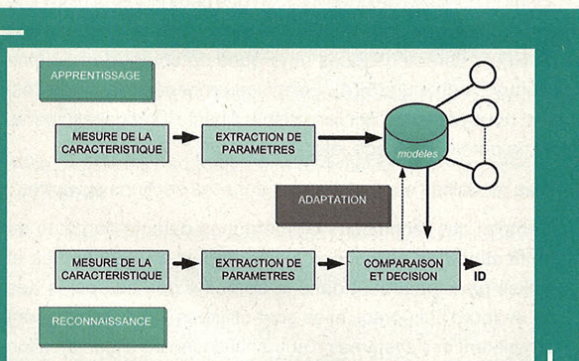 APPRENTISSAGE
MESURE DE LA
CARACTERISTIQUE
EXTRACTION DE
PARAMETRES
modèles
ADAPTATION
MESURE DE LA
CARACTERISTIQUE
EXTRACTION DE
PARAMETRES
COMPARAISON
ET DECISION
ID
RECONNAISSANCE